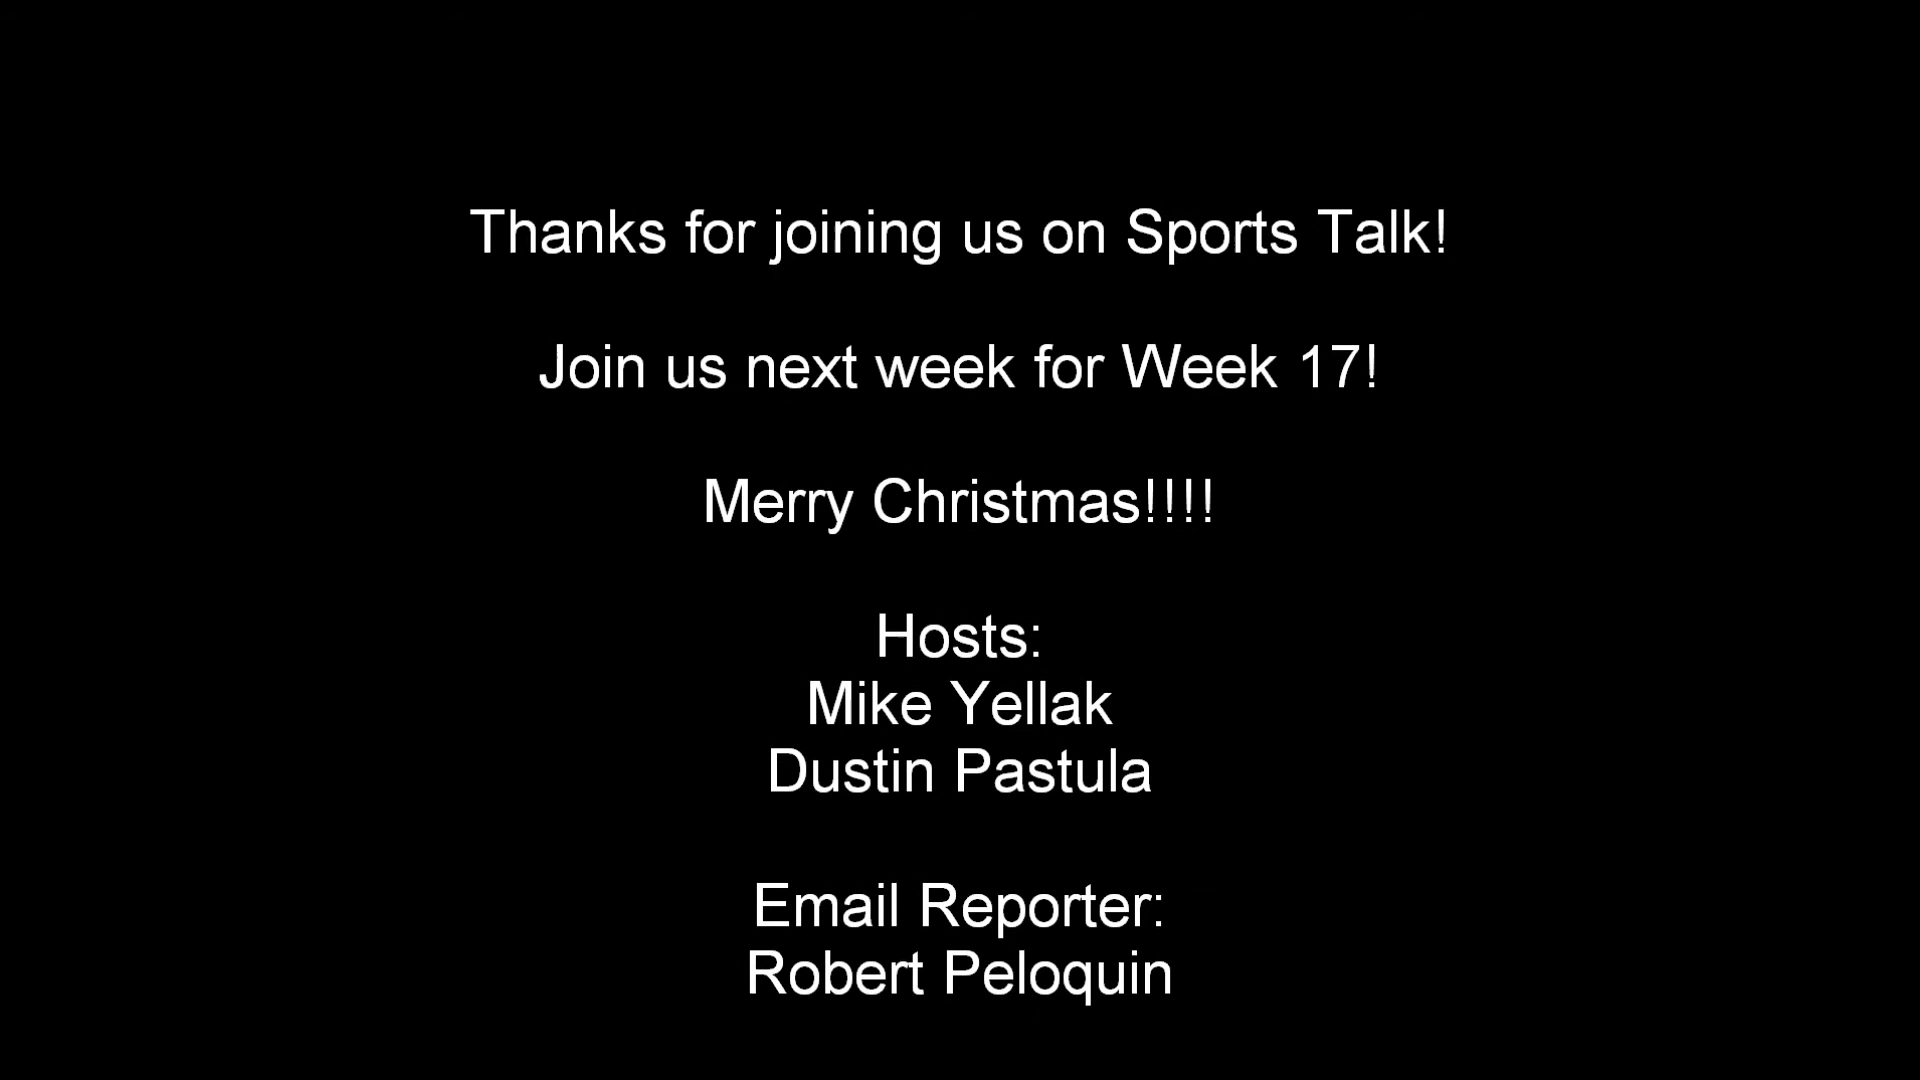 Thanks for joining us on Sports Talk!
Join us next week for Week 17!
Merry Christmas!!!!
Hosts:
Mike Yellak
Dustin Pastula
Email Reporter:
Robert Peloquin